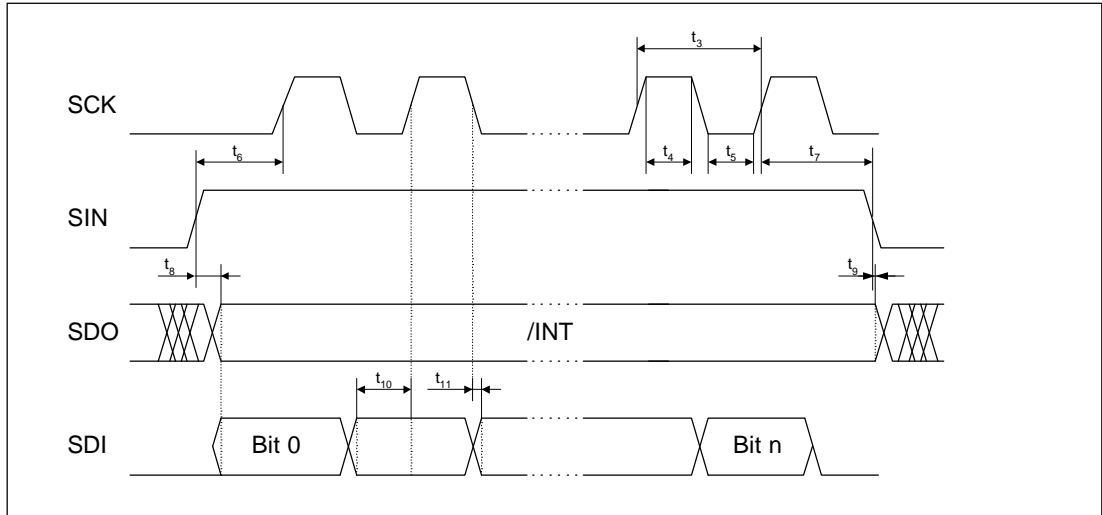 t3
SCK
t6
t4
t5
t7
SIN
t8
t9
SDO
/INT
t10
t11
SDI
Bit 0
Bit n